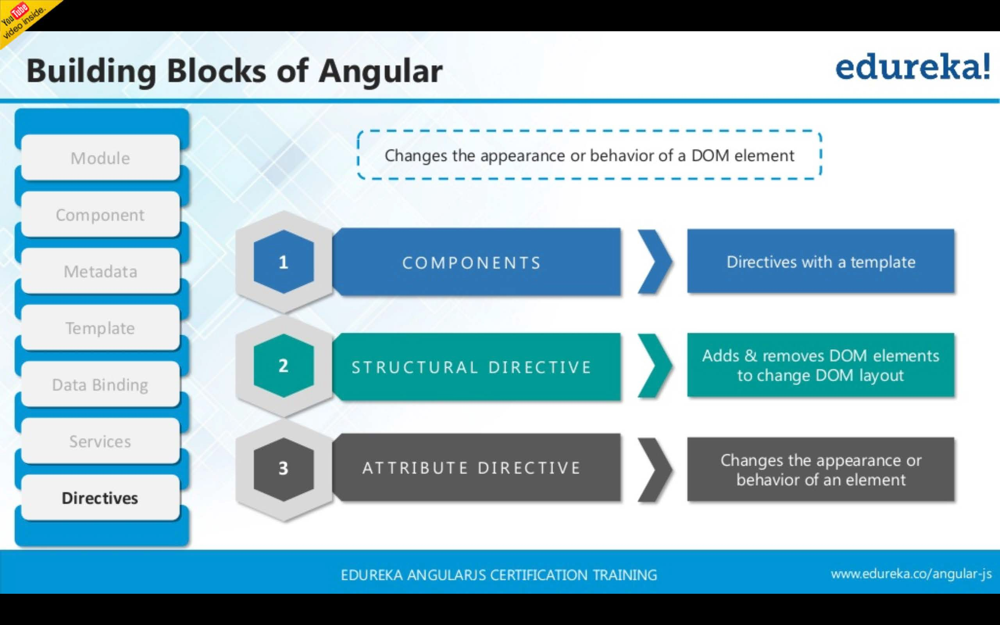 YouTube
video inside.
Building Blocks of Angular
edureka!
Module
Component
Metadata
Template
Data Binding
Services
Directives
Changes the appearance or behavior of a DOM element
1
COMPONENTS
Directives with a template
2
STRUCTURAL DIRECTIVE
Adds & removes DOM elements
to change DOM layout
3
ATTRIBUTE DIRECTIVE
Changes the appearance or
behavior of an element
EDUREKA ANGULARJS CERTIFICATION TRAINING
www.edureka.co/angular-js